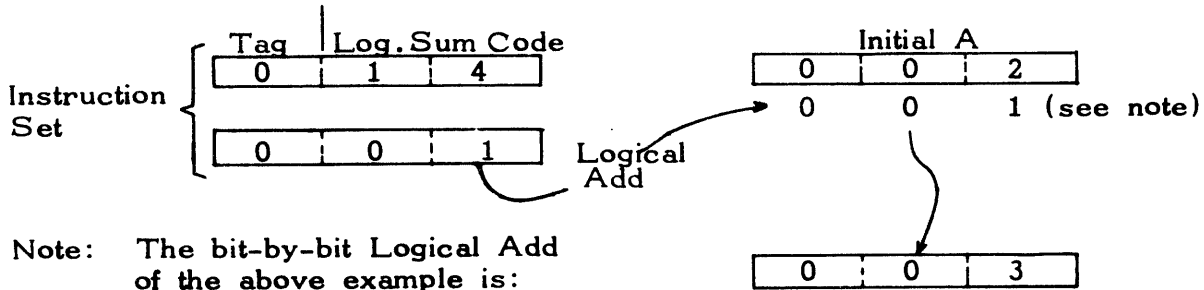 Tag Log. Sum Code
0 1 4
Instruction
Set
0 0 1
Logical
Add
Initial A
0 0 2
0 0 1 (see note)
0 0 3
Note: The bit-by-bit Logical Add
of the above example is: